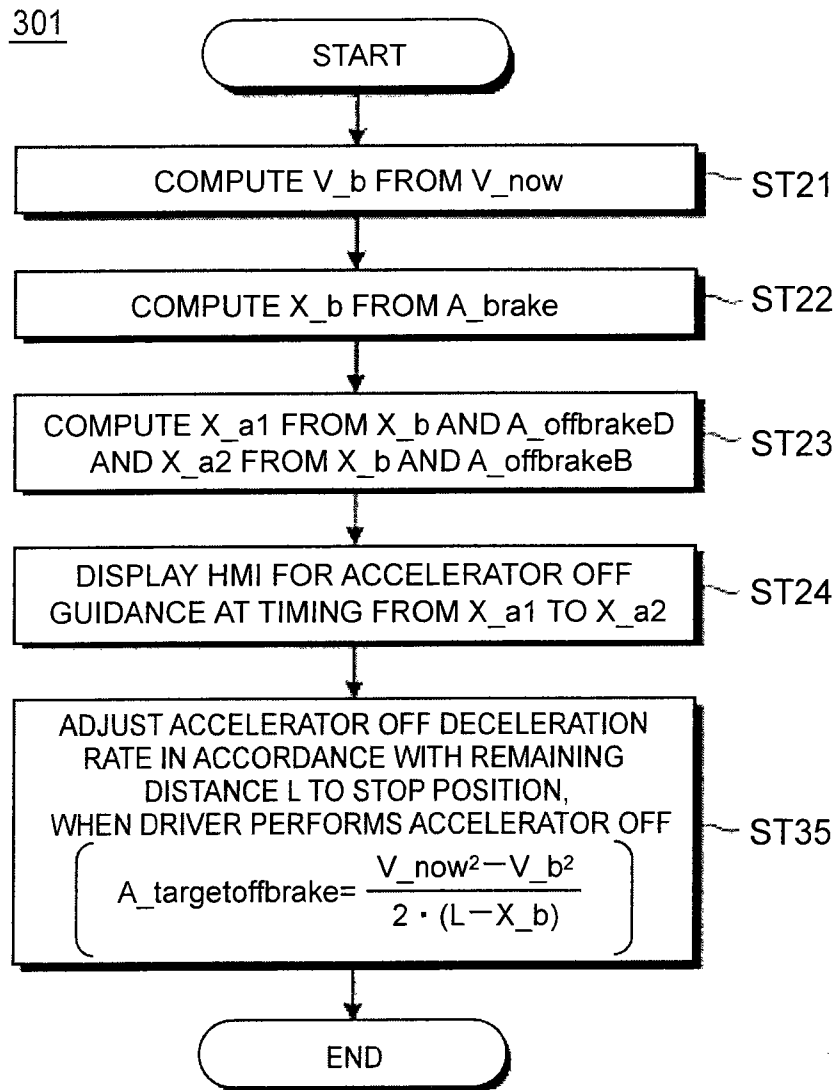 301
START
COMPUTE V_b FROM V_now
ST21
COMPUTE X_b FROM A_brake
ST22
COMPUTE X_a1 FROM X_b AND A_offbrakeD
AND X_a2 FROM X_b AND A_offbrakeB
ST23
DISPLAY HMI FOR ACCELERATOR OFF
GUIDANCE AT TIMING FROM X_a1 TO X_a2
ST24
ADJUST ACCELERATOR OFF DECELERATION
RATE IN ACCORDANCE WITH REMAINING
DISTANCE L TO STOP POSITION,
WHEN DRIVER PERFORMS ACCELERATOR OFF
A_targetoffbrake= V_now²−V_b²
2・(L−X_b)
ST35
END